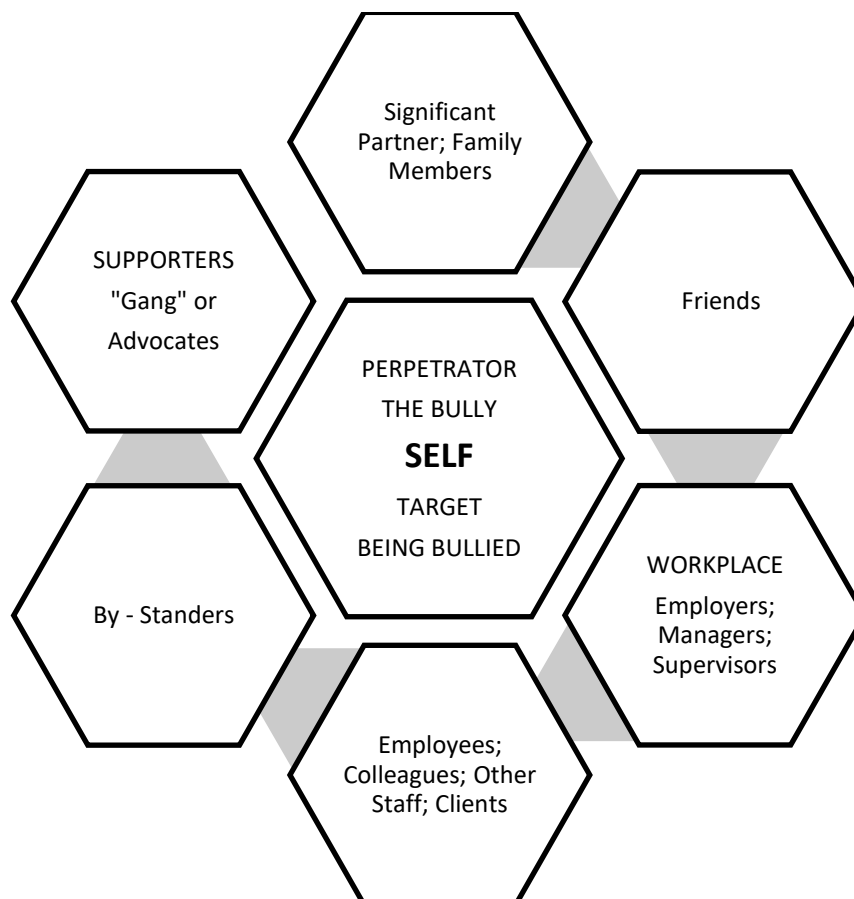 Significant
Partner; Family
Members
SUPPORTERS
"Gang" or
Advocates
Friends
PERPETRATOR
THE BULLY
SELF
TARGET
BEING BULLIED
By - Standers
WORKPLACE
Employers;
Managers;
Supervisors
Employees;
Colleagues; Other
Staff; Clients